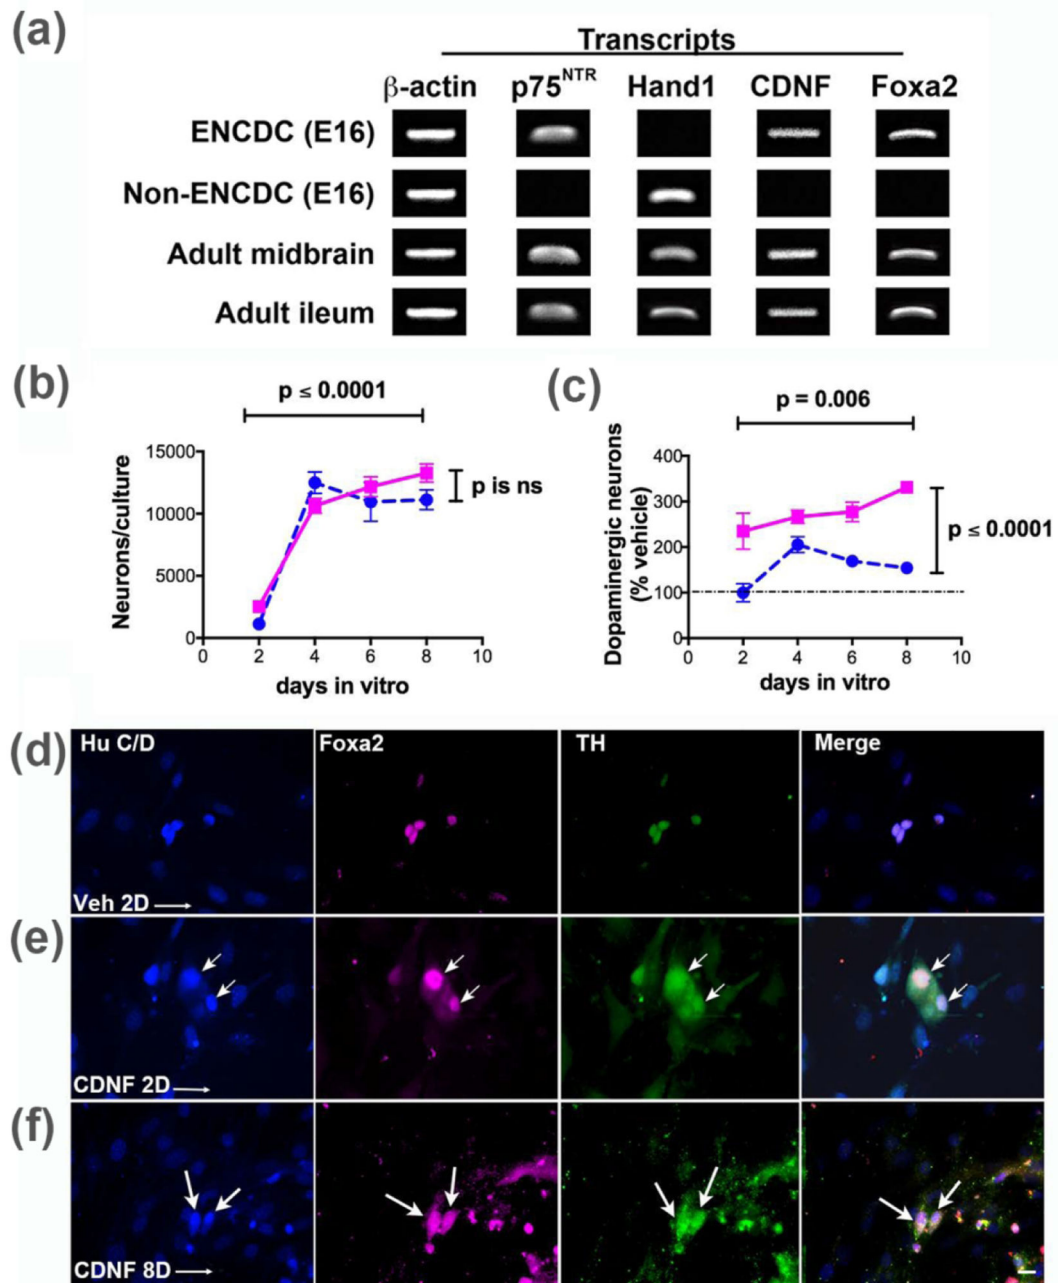 (a)
Transcripts
β-actin p75NTR Hand1 CDNF Foxa2
ENCDC (E16)
Non-ENCDC (E16)
Adult midbrain
Adult ileum
(b)
p ≤ 0.0001
Neurons/culture
15000
10000
5000
0
0 2 4 6 8 10
days in vitro
p is ns
(c)
p = 0.006
Dopaminergic neurons
(% vehicle)
400
300
200
100
0
0 2 4 6 8 10
days in vitro
p ≤ 0.0001
(d)
Hu C/D Foxa2 TH Merge
Veh 2D
(e)
CDNF 2D
(f)
CDNF 8D